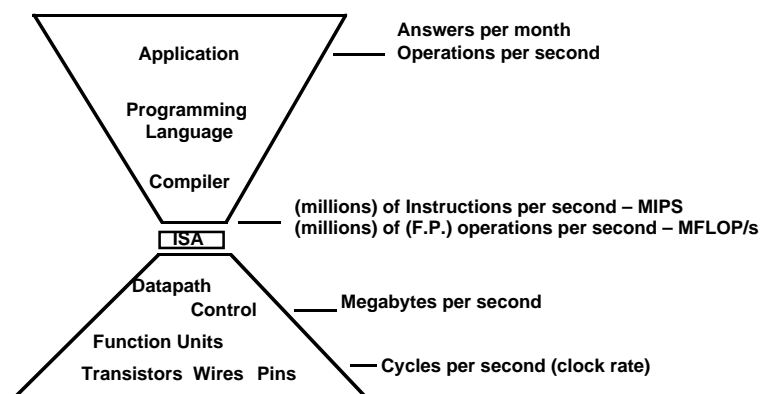 Answers per month
Application
Operations per second
Programming
Language
Compiler
(millions) of Instructions per second – MIPS
(millions) of (F.P.) operations per second – MFLOP/s
ISA
Datapath
Control
Megabytes per second
Function Units
Cycles per second (clock rate)
Transistors Wires Pins